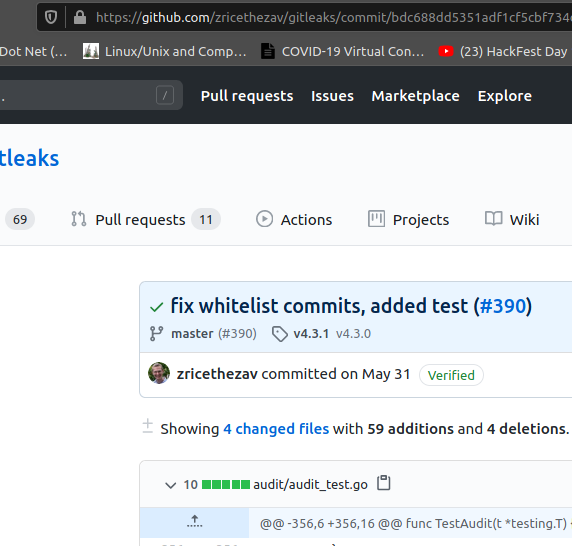 https://github.com/zricethezav/gitleaks/commit/bdc688dd5351adf1cf5cbf734
Dot Net (... Linux/Unix and Comp... COVID-19 Virtual Con... (23) HackFest Day
/ Pull requests Issues Marketplace Explore
tleaks
69 Pull requests 11 Actions Projects Wiki
fix whitelist commits, added test (#390)
master (#390) v4.3.1 v4.3.0
zricethezav committed on May 31 Verified
Showing 4 changed files with 59 additions and 4 deletions.
10 audit/audit_test.go
@@ -356,6 +356,16 @@ func TestAudit(t *testing.T)